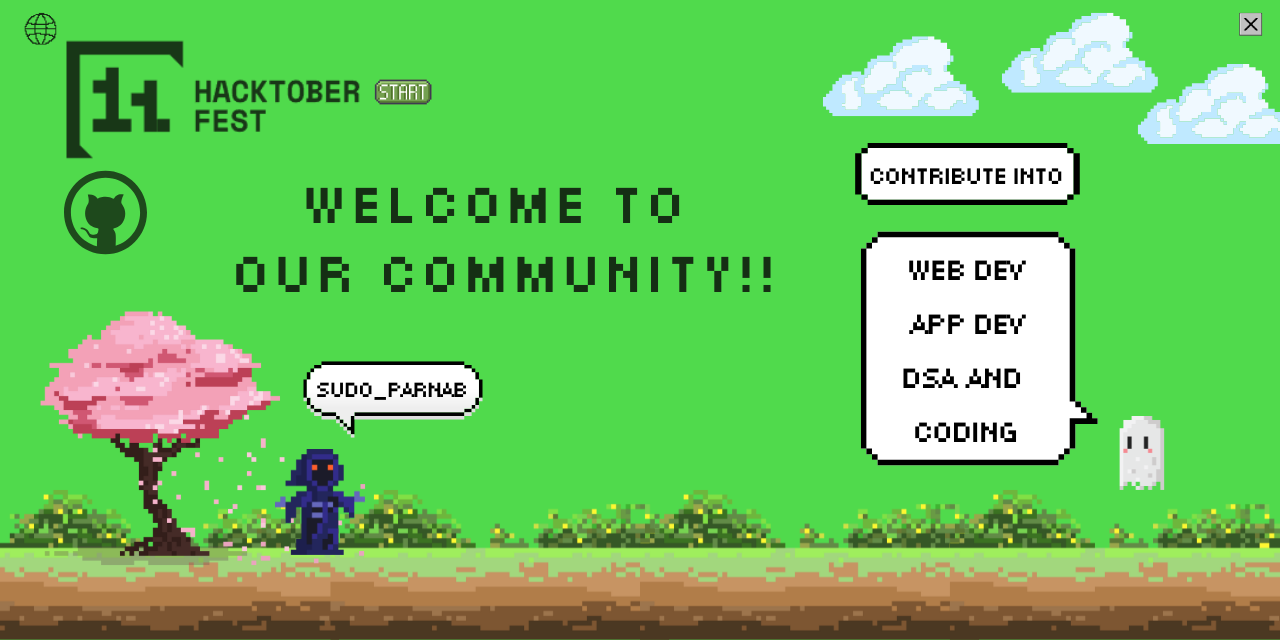 HACKTOBER
FEST
START
WELCOME TO
OUR COMMUNITY!!
CONTRIBUTE INTO
WEB DEV
APP DEV
DSA AND
CODING
SUDO_PARNAB